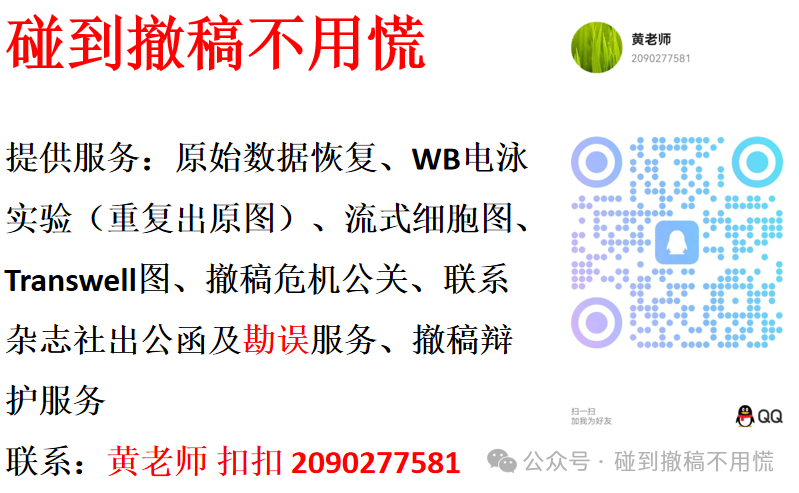 碰到撤稿不用慌
黄老师
2090277581
提供服务：原始数据恢复、WB电泳
实验（重复出原图）、流式细胞图、
Transwell图、撤稿危机公关、联系
杂志社出公函及勘误服务、撤稿辩
护服务
联系：黄老师 扣扣 2090277581
扫一扫
加我为好友
QQ
公众号 · 碰到撤稿不用慌